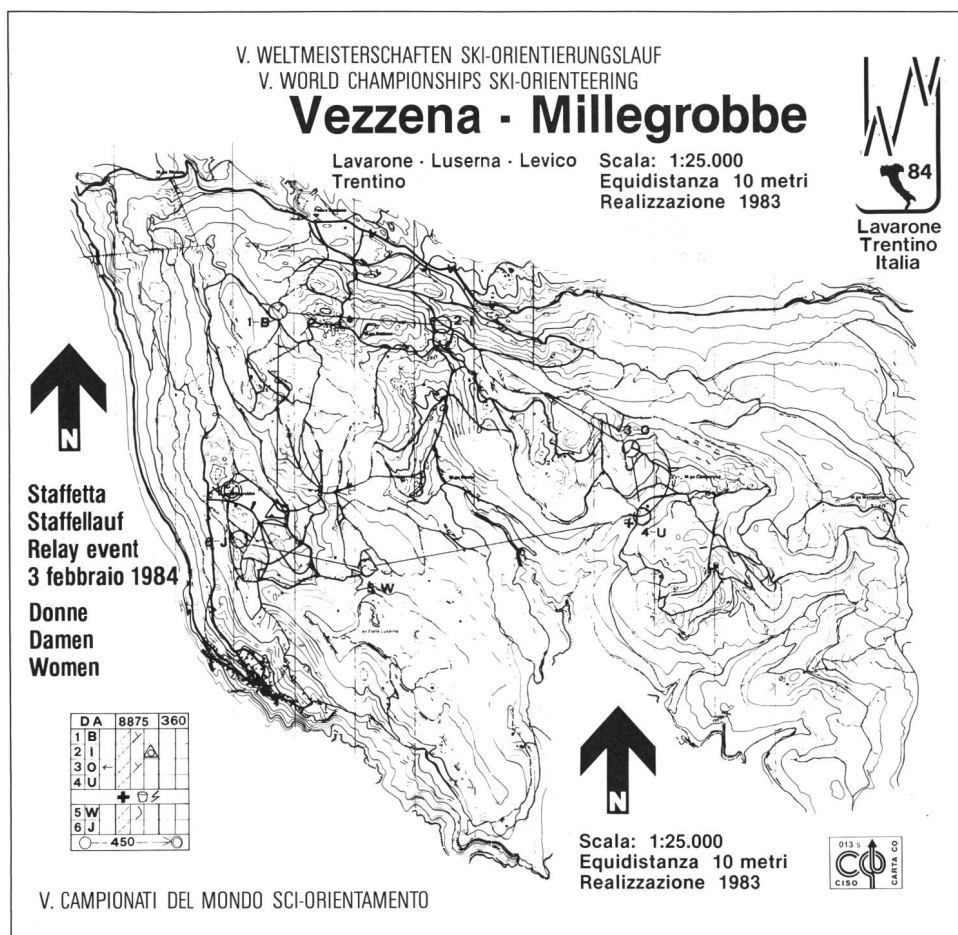 V. WELTMEISTERSCHAFTEN SKI-ORIENTIERUNGSLAUF
V. WORLD CHAMPIONSHIPS SKI-ORIENTEERING
Vezzena - Millegrobbe
Lavarone - Luserna - Levico
Trentino
Scala: 1:25.000
Equidistanza 10 metri
Realizzazione 1983
84
Lavarone
Trentino
Italia
1-B
2-I
3 O
4-U
5 W
6 J
N
Staffetta
Staffellauf
Relay event
3 febbraio 1984
Donne
Damen
Women
DA 8875 360
1 B
2 I
3 O
4 U
5 W
6 J
450
N
Scala: 1:25.000
Equidistanza 10 metri
Realizzazione 1983
013 s
CISO
CARTA CO
V. CAMPIONATI DEL MONDO SCI-ORIENTAMENTO